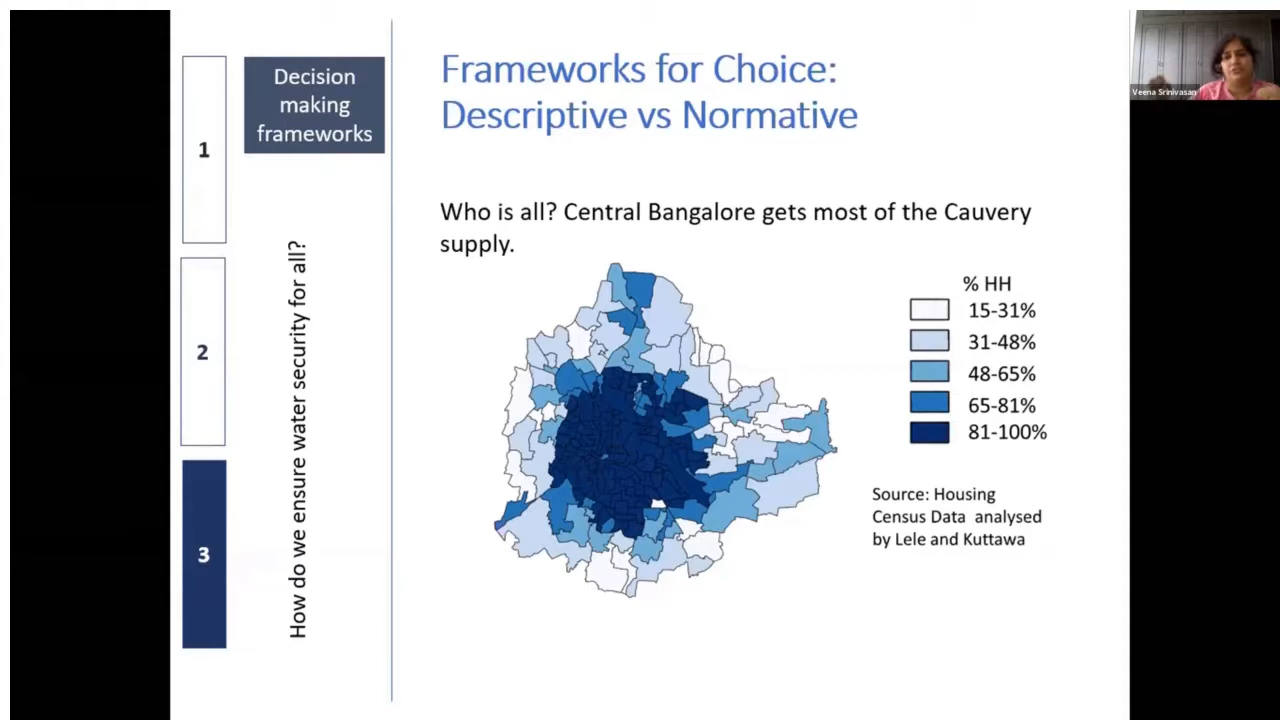 1
2
3
Decision
making
frameworks
How do we ensure water security for all?
Frameworks for Choice:
Descriptive vs Normative
Who is all? Central Bangalore gets most of the Cauvery
supply.
% HH
15-31%
31-48%
48-65%
65-81%
81-100%
Source: Housing
Census Data analysed
by Lele and Kuttawa
Veena Srinivasan